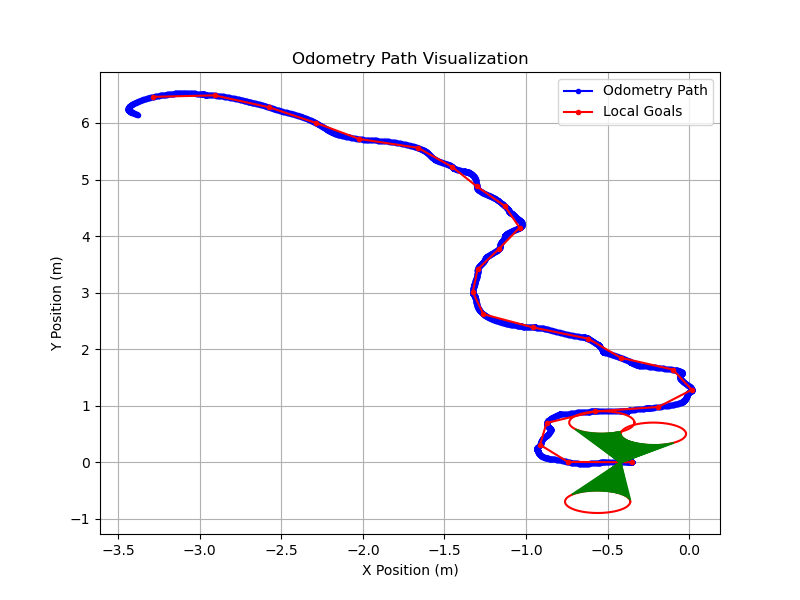 Odometry Path Visualization
Odometry Path
Local Goals
Y Position (m)
6
5
4
3
2
1
0
−1
−3.5 −3.0 −2.5 −2.0 −1.5 −1.0 −0.5 0.0
X Position (m)